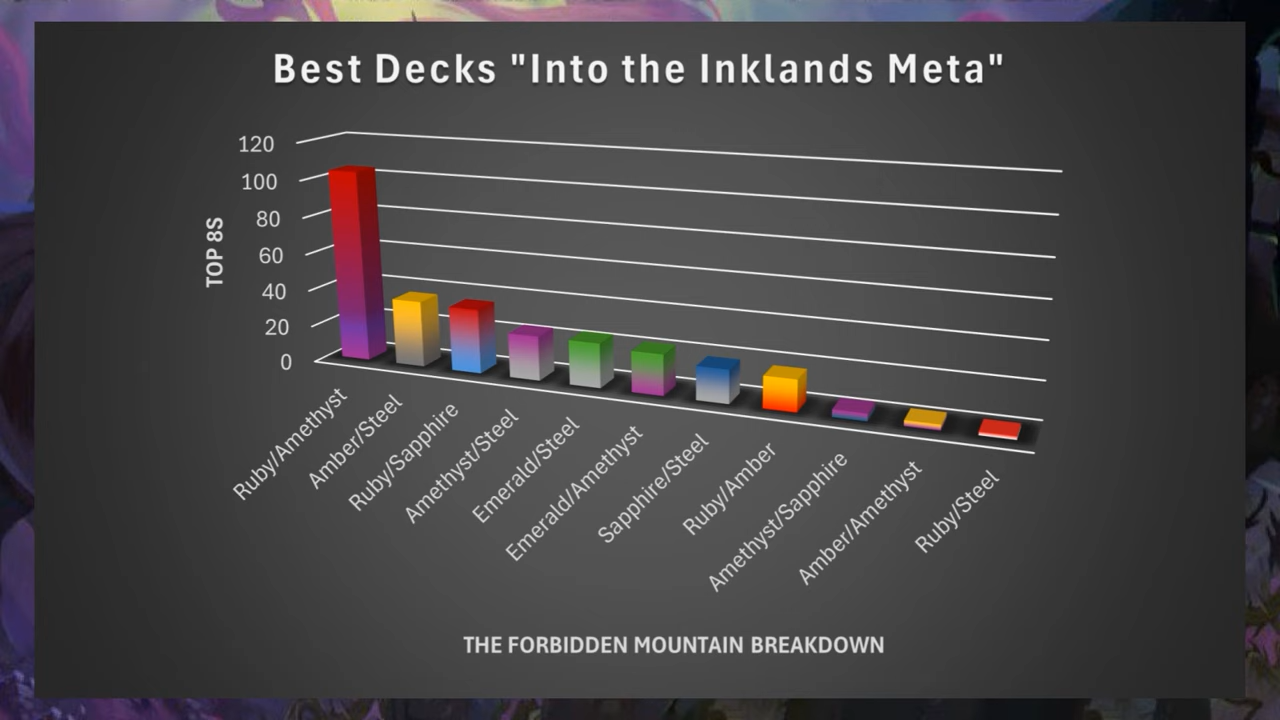 Best Decks "Into the Inklands Meta"
TOP 8S
120
100
80
60
40
20
0
Ruby/Amethyst
Amber/Steel
Ruby/Sapphire
Amethyst/Steel
Emerald/Steel
Emerald/Amethyst
Sapphire/Steel
Ruby/Amber
Amethyst/Sapphire
Amber/Amethyst
Ruby/Steel
THE FORBIDDEN MOUNTAIN BREAKDOWN